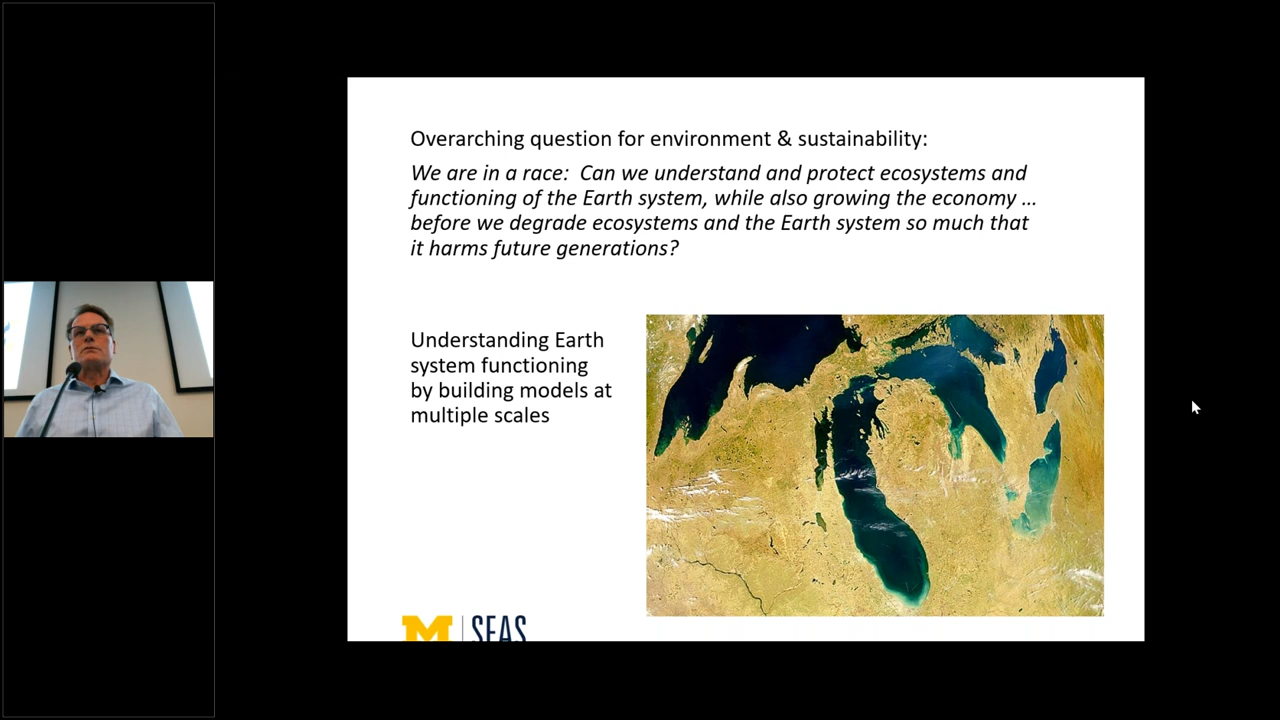 Overarching question for environment & sustainability:
We are in a race:  Can we understand and protect ecosystems and
functioning of the Earth system, while also growing the economy …
before we degrade ecosystems and the Earth system so much that
it harms future generations?
Understanding Earth
system functioning
by building models at
multiple scales
M | SEAS